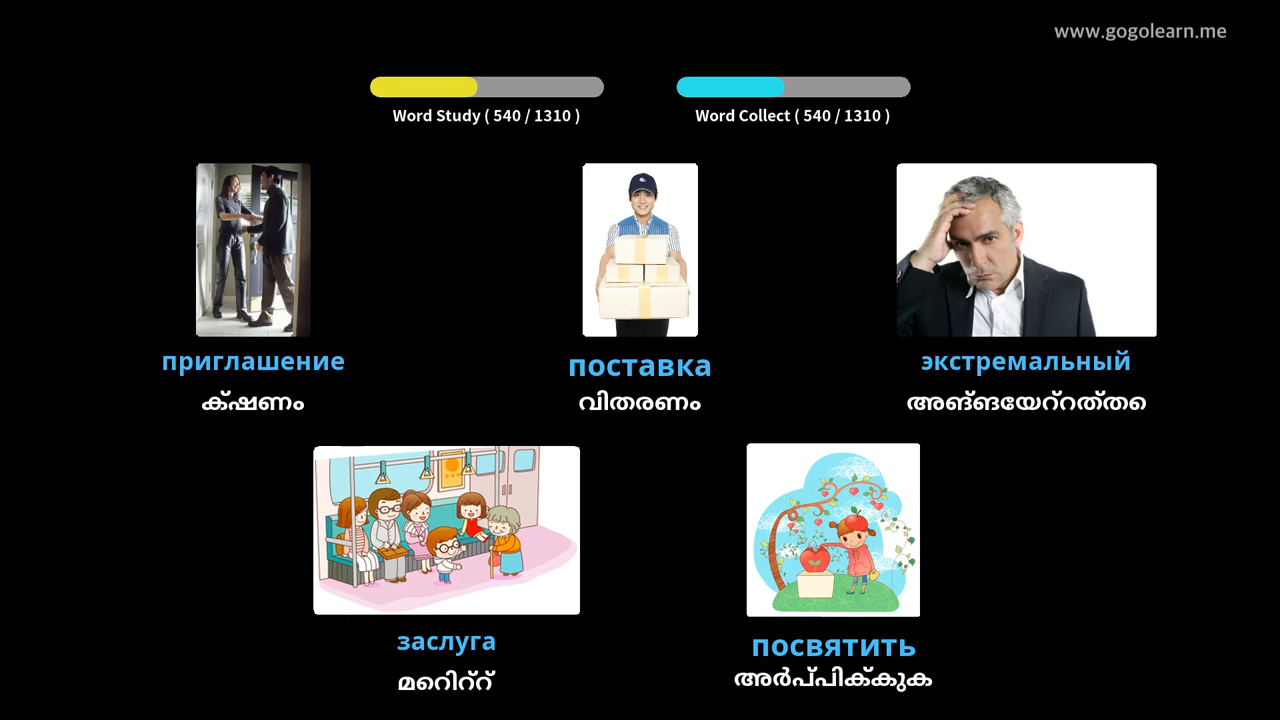 www.gogolearn.me
Word Study ( 540 / 1310 )
Word Collect ( 540 / 1310 )
приглашение
поставка
экстремальный
ക്ഷണം
വിതരണം
അങ്ങേയറ്റത്തെ
заслуга
посвятить
മെറിറ്റ്
അർപ്പിക്കുക